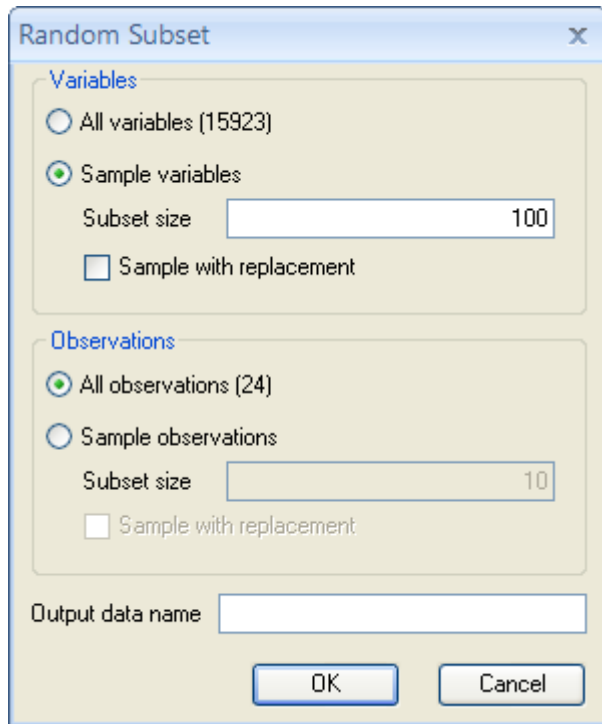 Random Subset
Variables
All variables (15923)
Sample variables
Subset size 100
Sample with replacement
Observations
All observations (24)
Sample observations
Subset size 10
Sample with replacement
Output data name
OK Cancel